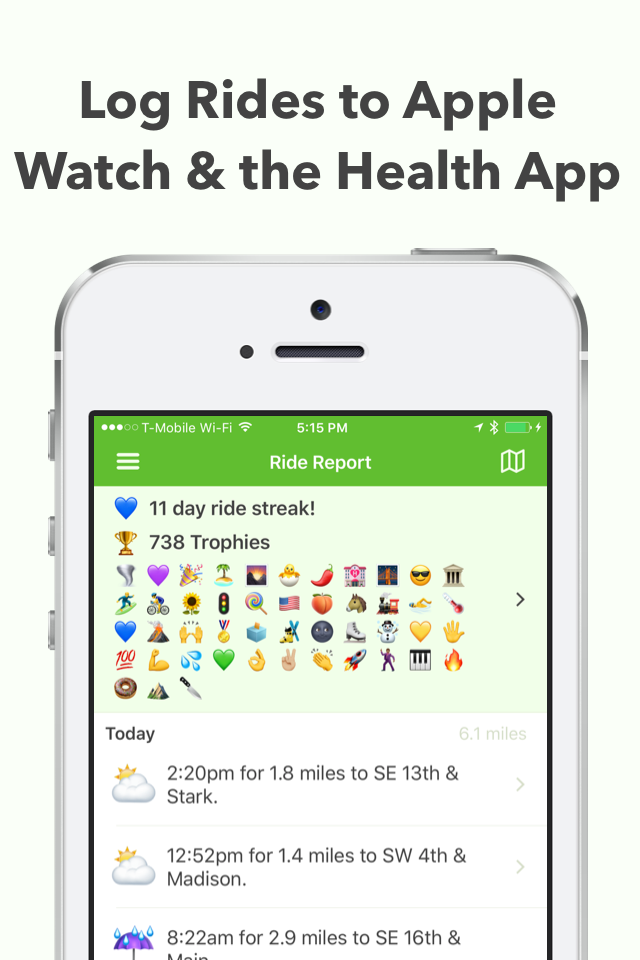 Log Rides to Apple
Watch & the Health App
T-Mobile Wi-Fi 5:15 PM
Ride Report
11 day ride streak!
738 Trophies
Today 6.1 miles
2:20pm for 1.8 miles to SE 13th &
Stark.
12:52pm for 1.4 miles to SW 4th &
Madison.
8:22am for 2.9 miles to SE 16th &